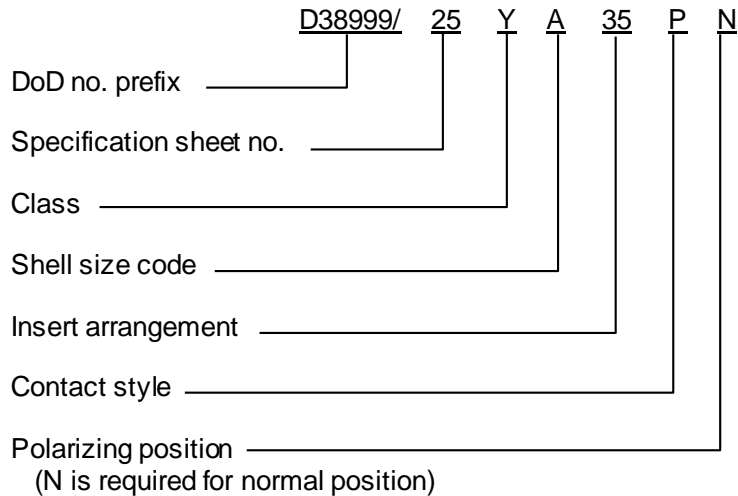 D38999/ 25 Y A 35 P N
DoD no. prefix
Specification sheet no.
Class
Shell size code
Insert arrangement
Contact style
Polarizing position
(N is required for normal position)